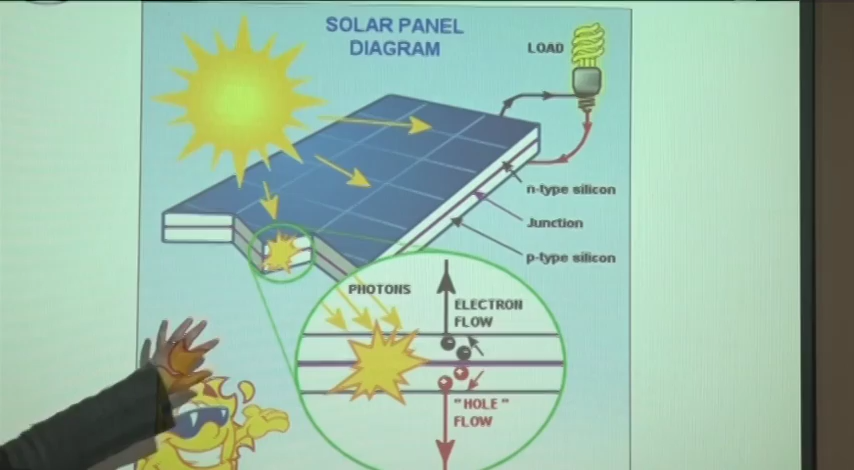 SOLAR PANEL
DIAGRAM
LOAD
n-type silicon
Junction
p-type silicon
PHOTONS
ELECTRON
FLOW
"HOLE"
FLOW